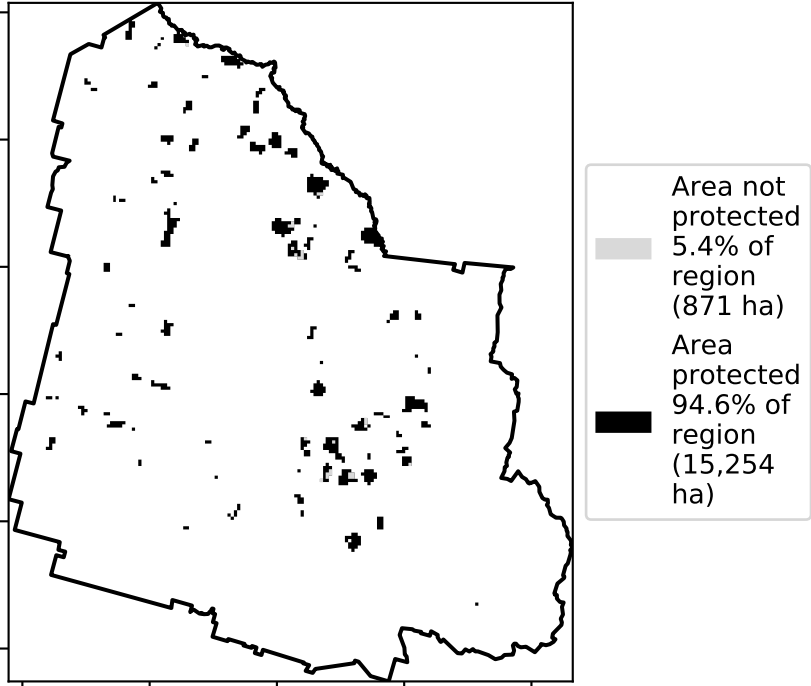 Area not
protected
5.4% of
region
(871 ha)
Area
protected
94.6% of
region
(15,254
ha)